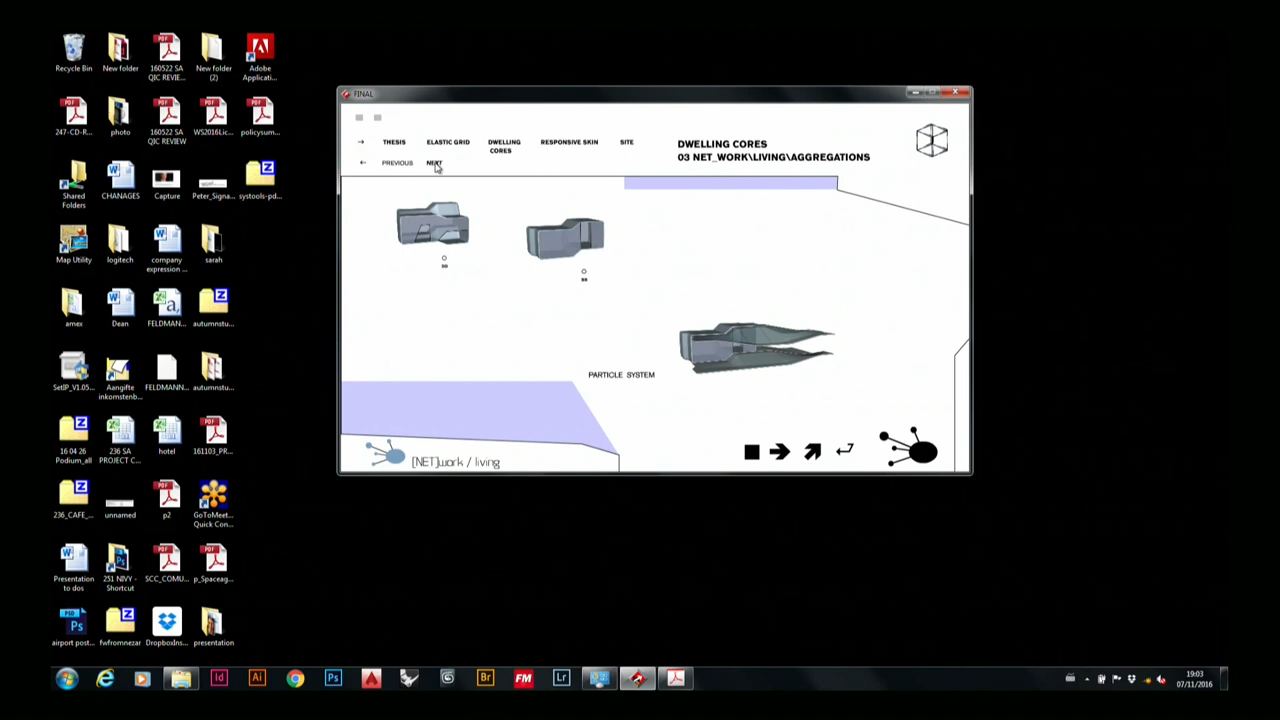 Recycle Bin
New folder
160522 SA
QIC REVIE...
New folder
(2)
Adobe
Applicati...
247-CD-R...
photo
160522 SA
QIC REVIEW
WS2016Lic...
policysum...
Shared
Folders
CHANAGES
Capture
Peter_Signa...
systools-pd...
Map Utility
logitech
company
expression ...
sarah
amex
Dean
FELDMANN...
autumnstu...
SetIP_V1.05...
Aangifte
inkomstenb...
FELDMANN...
autumnstu...
16 04 26
Podium_all
236 SA
PROJECT C...
hotel
161103_PR...
236_CAFE_...
unnamed
p2
GoToMeet...
Quick Con...
Presentation
to dos
251 NIVY -
Shortcut
SCC_COMU...
p_Spaceag...
airport post...
fwfromnezar
DropboxIns...
presentation
FINAL
THESIS
ELASTIC GRID
DWELLING
CORES
RESPONSIVE SKIN
SITE
PREVIOUS
NEXT
DWELLING CORES
03 NET_WORK\LIVING\AGGREGATIONS
PARTICLE SYSTEM
[NET]work / living
19:03
07/11/2016